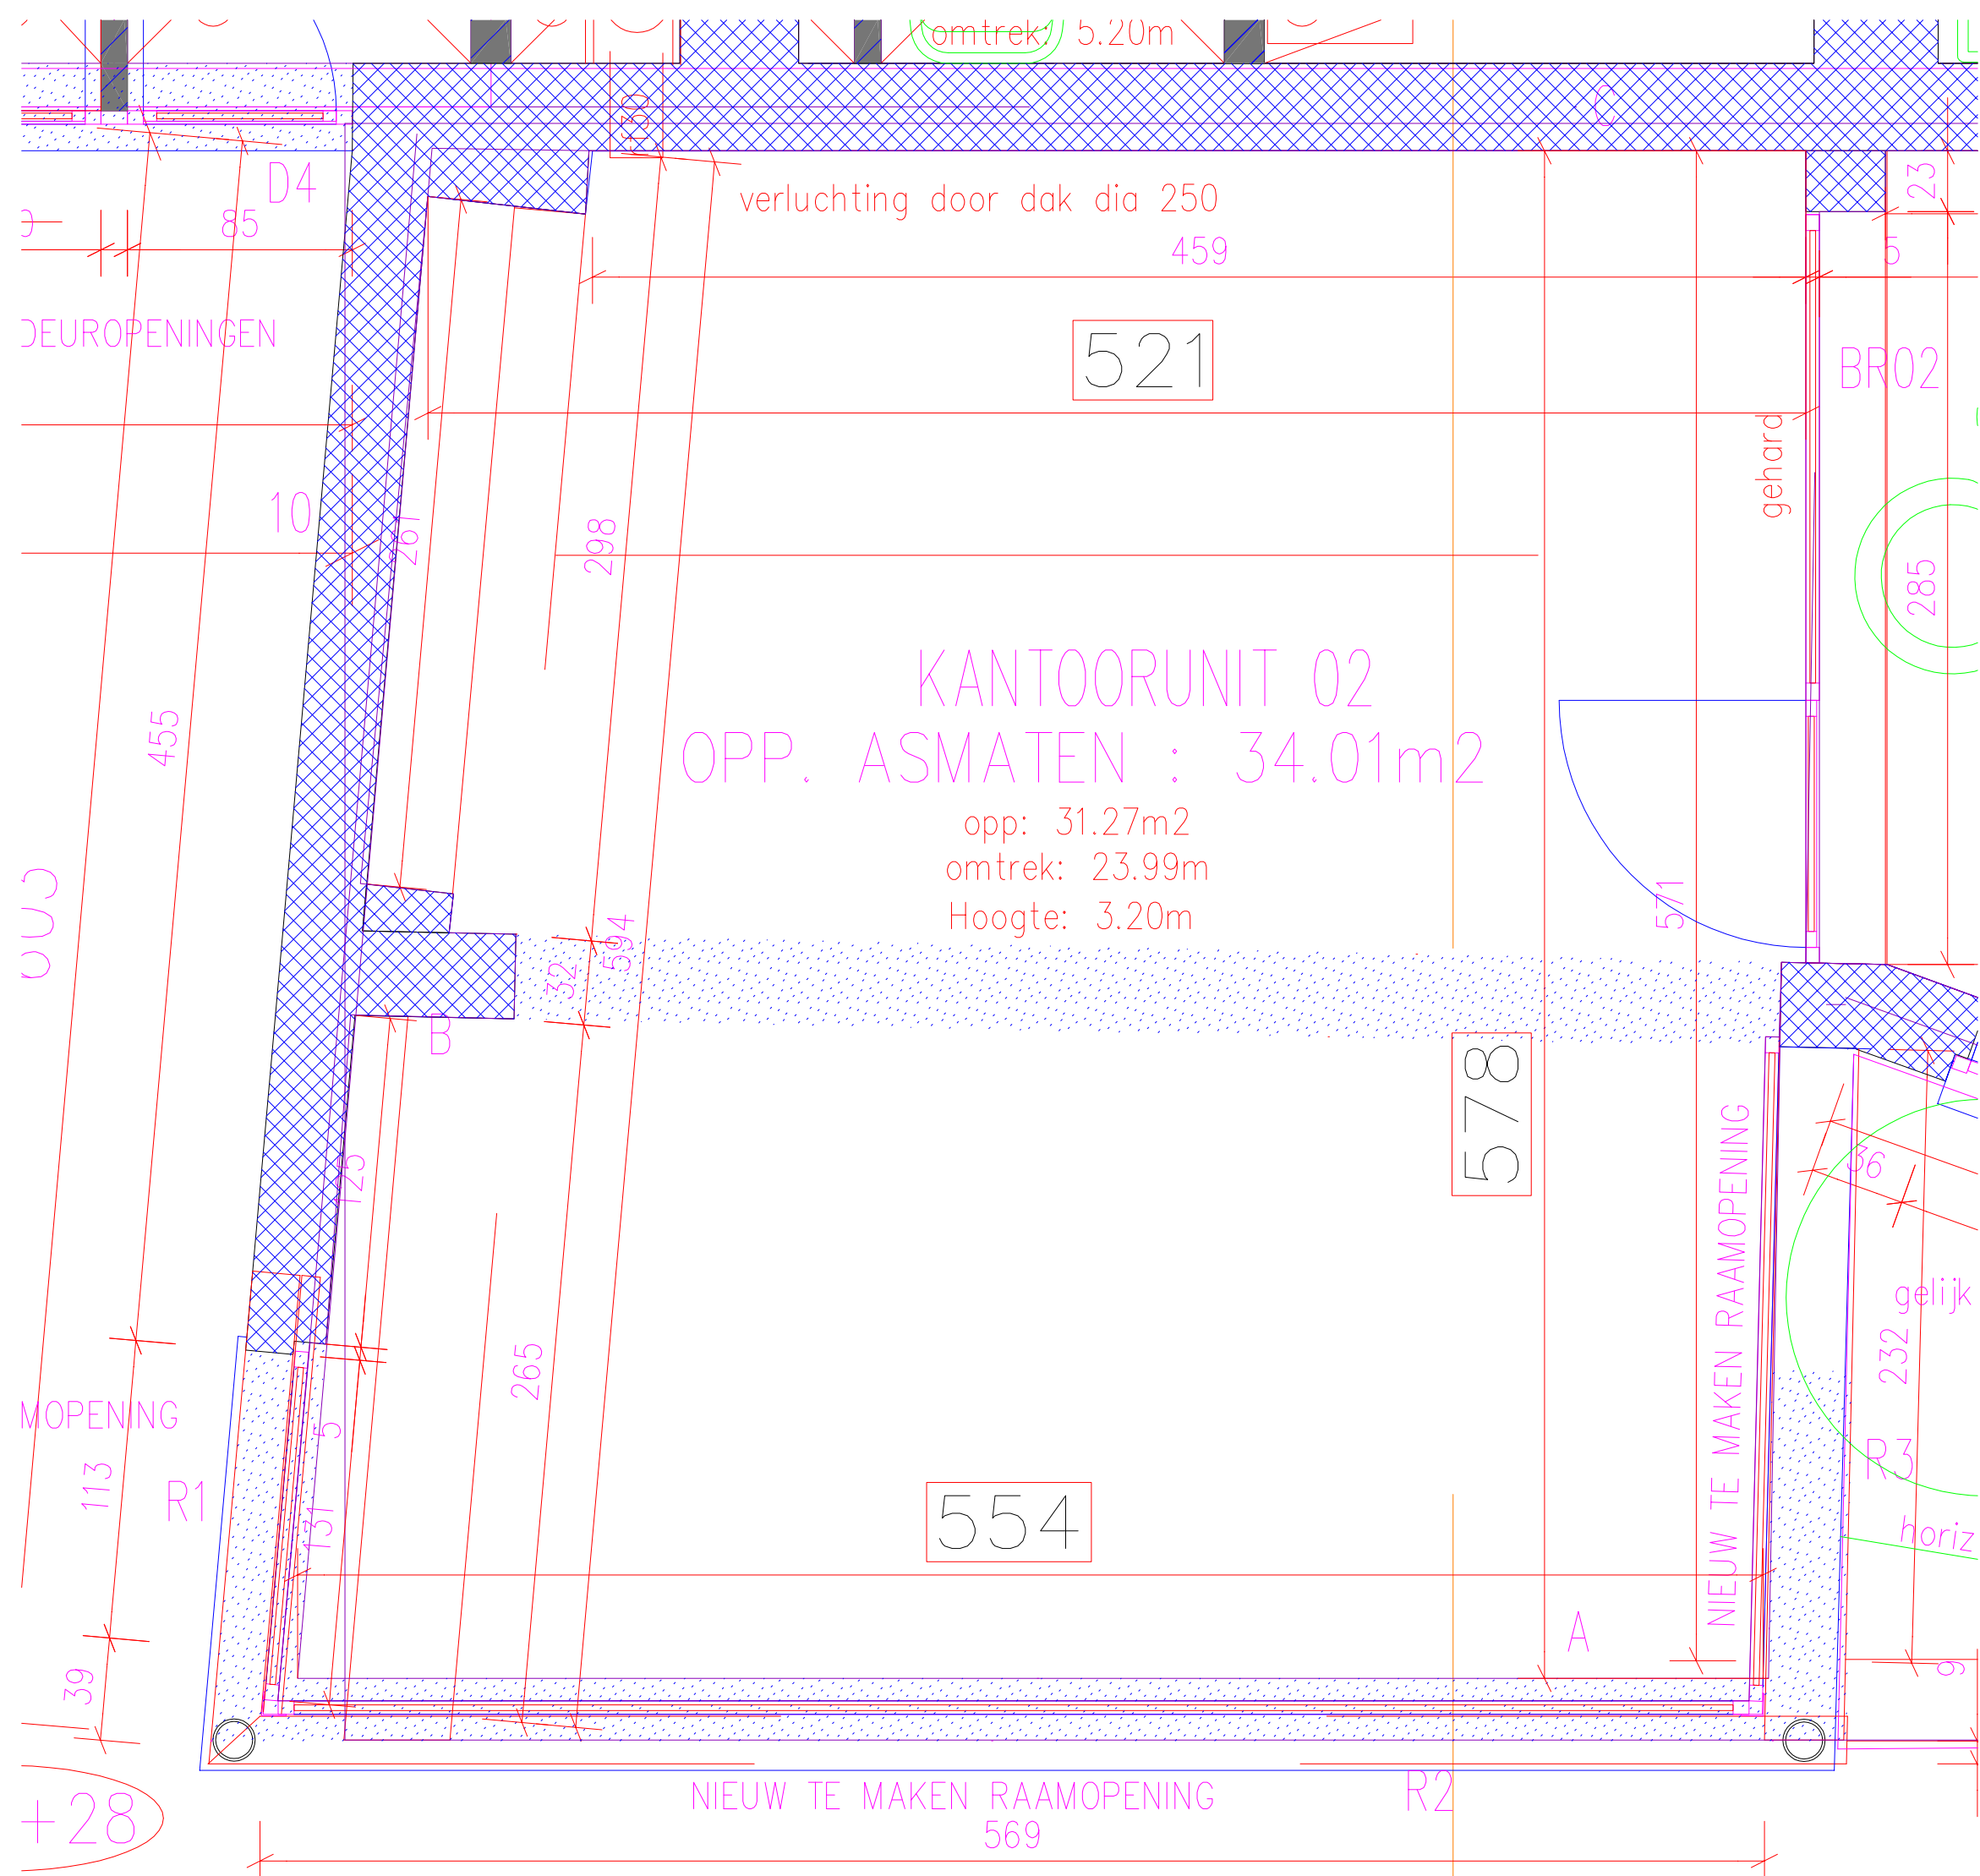 omtrek: 5.20m
r30
C
D4
verluchting door dak dia 250
23
85
459
5
DEUROPENINGEN
521
BR02
gehard
10
261
298
285
KANTOORUNIT 02
455
OPP. ASMATEN : 34.01m2
opp: 31.27m2
omtrek: 23.99m
Hoogte: 3.20m
571
594
32
B
578
NIEUW TE MAKEN RAAMOPENING
36
125
gelijk
232
265
MOPENING
5
R3
113
R1
131
554
horiz
A
39
9
NIEUW TE MAKEN RAAMOPENING
R2
+28
569